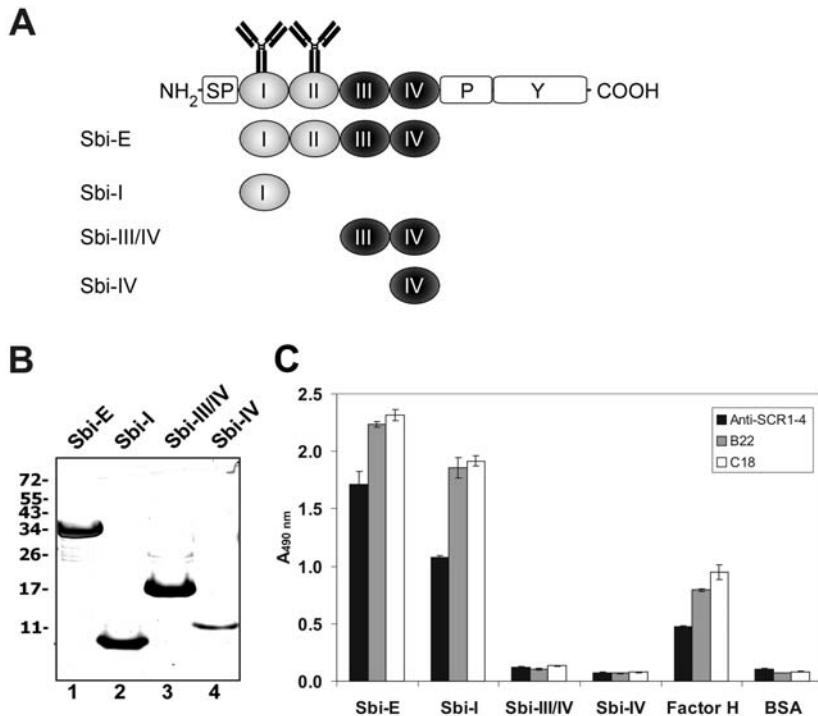 A
NH2 SP I II III IV P Y COOH
Sbi-E I II III IV
Sbi-I I
Sbi-III/IV III IV
Sbi-IV IV
B
Sbi-E Sbi-I Sbi-III/IV Sbi-IV
72-
55-
43-
34-
26-
17-
11-
1 2 3 4
C
2.5
2.0
1.5
1.0
0.5
0.0
A490 nm
Anti-SCR1-4
B22
C18
Sbi-E Sbi-I Sbi-III/IV Sbi-IV Factor H BSA